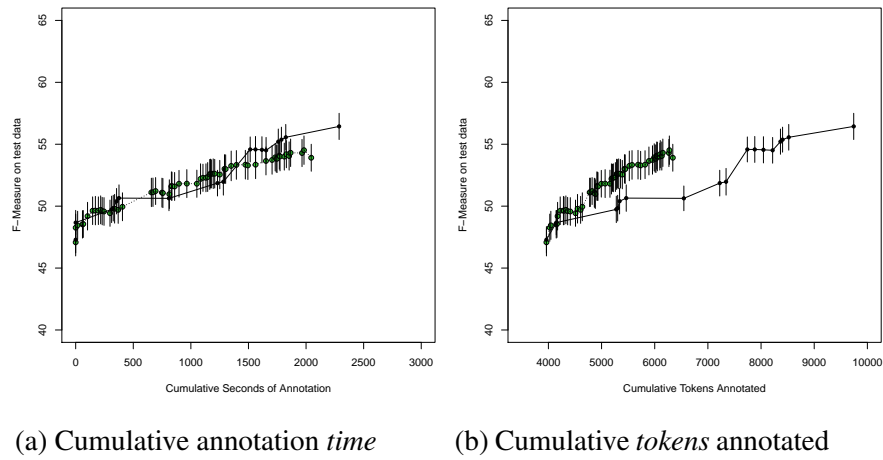 65
60
55
50
45
40
F−Measure on test data
0 500 1000 1500 2000 2500 3000
Cumulative Seconds of Annotation
65
60
55
50
45
40
F−Measure on test data
4000 5000 6000 7000 8000 9000 10000
Cumulative Tokens Annotated
(a) Cumulative annotation time
(b) Cumulative tokens annotated